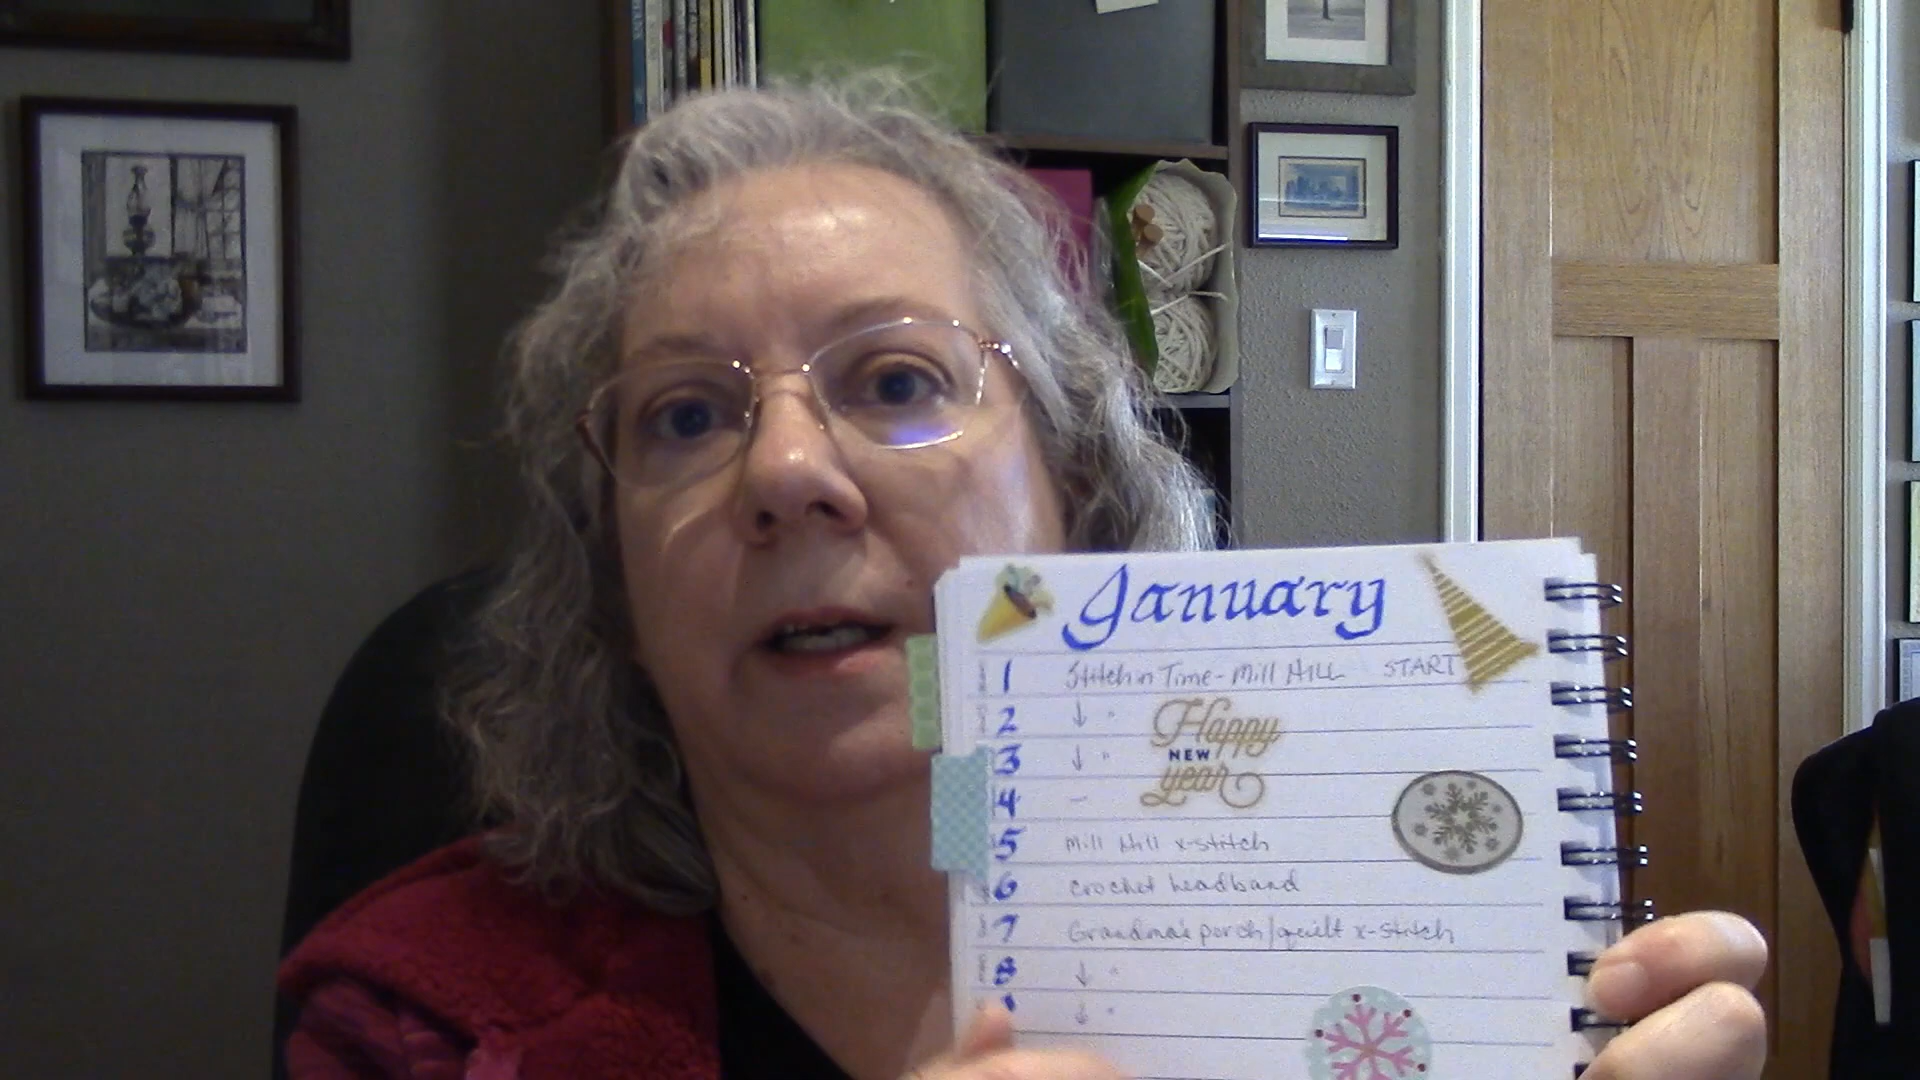 January
1 Stitch n Time - Mill Hill START
2 ↓ "
Happy
3 ↓ "
NEW
year
4 –
5 Mill Hill x-stitch
6 crochet headband
7 Grandma's porch/quilt x-stitch
8 ↓ "
↓ "